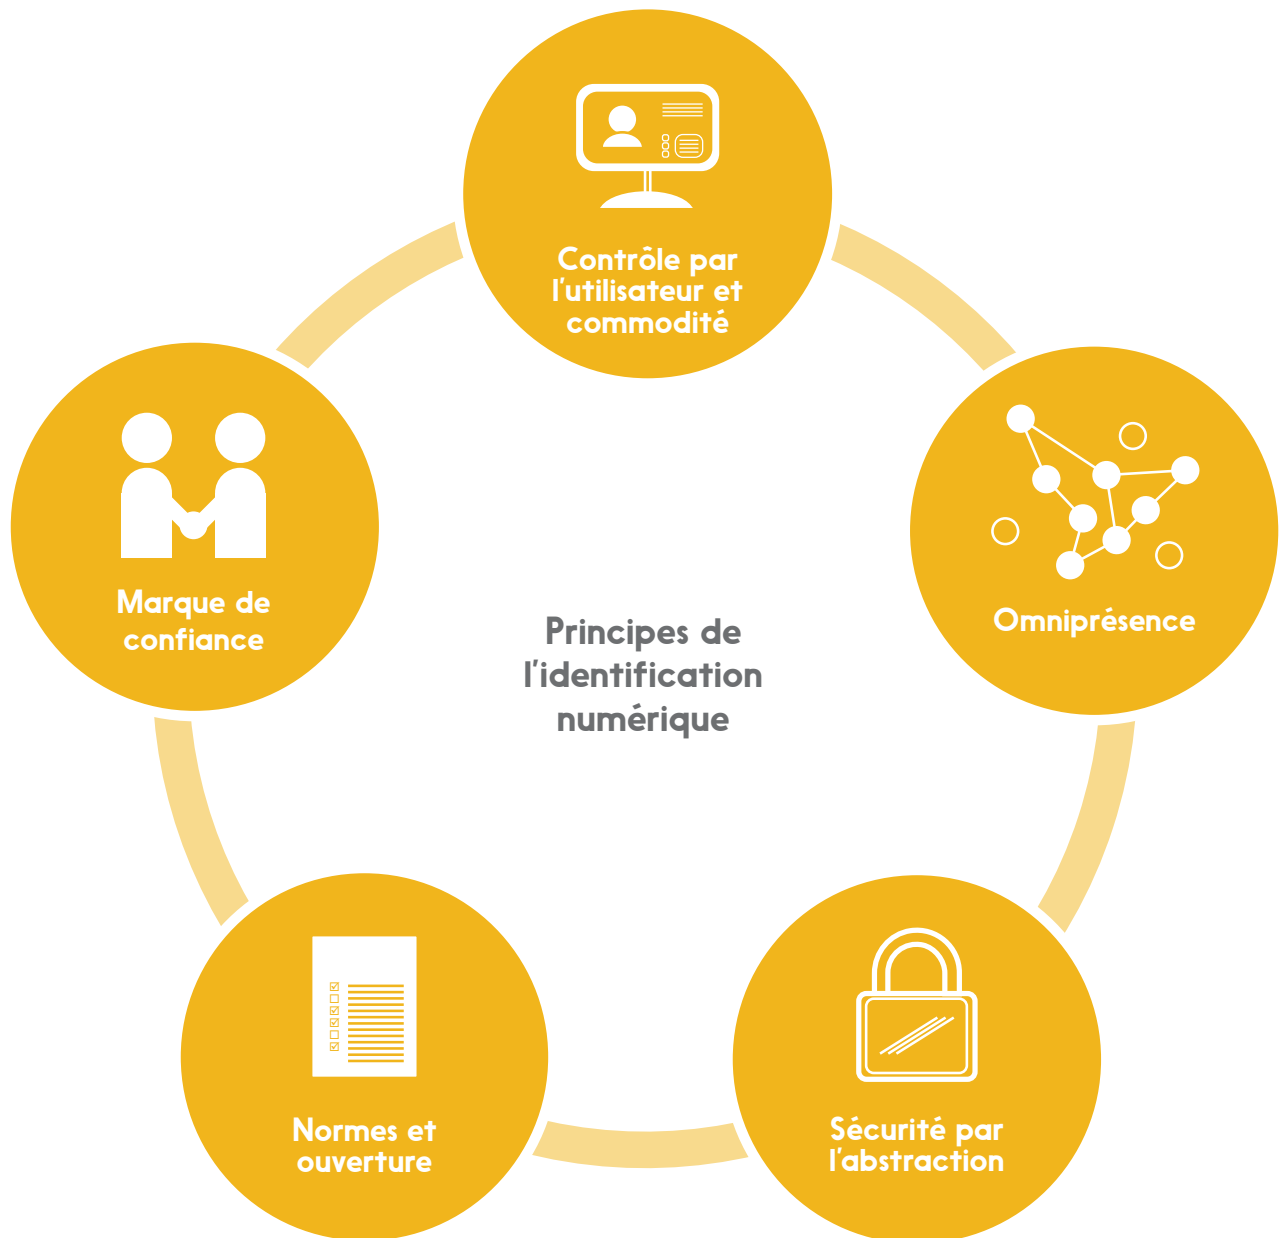 Contrôle par
l'utilisateur et
commodité
Marque de
confiance
Omniprésence
Principes de
l'identification
numérique
Normes et
ouverture
Sécurité par
l'abstraction